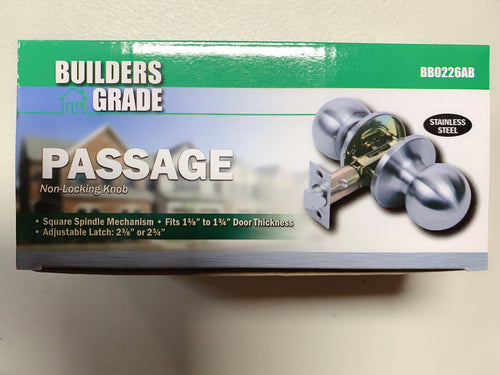 BUILDERS
GRADE
BB0226AB
STAINLESS
STEEL
PASSAGE
Non-Locking Knob
• Square Spindle Mechanism • Fits 1⅜" to 1¾" Door Thickness
• Adjustable Latch: 2⅜" or 2¾"